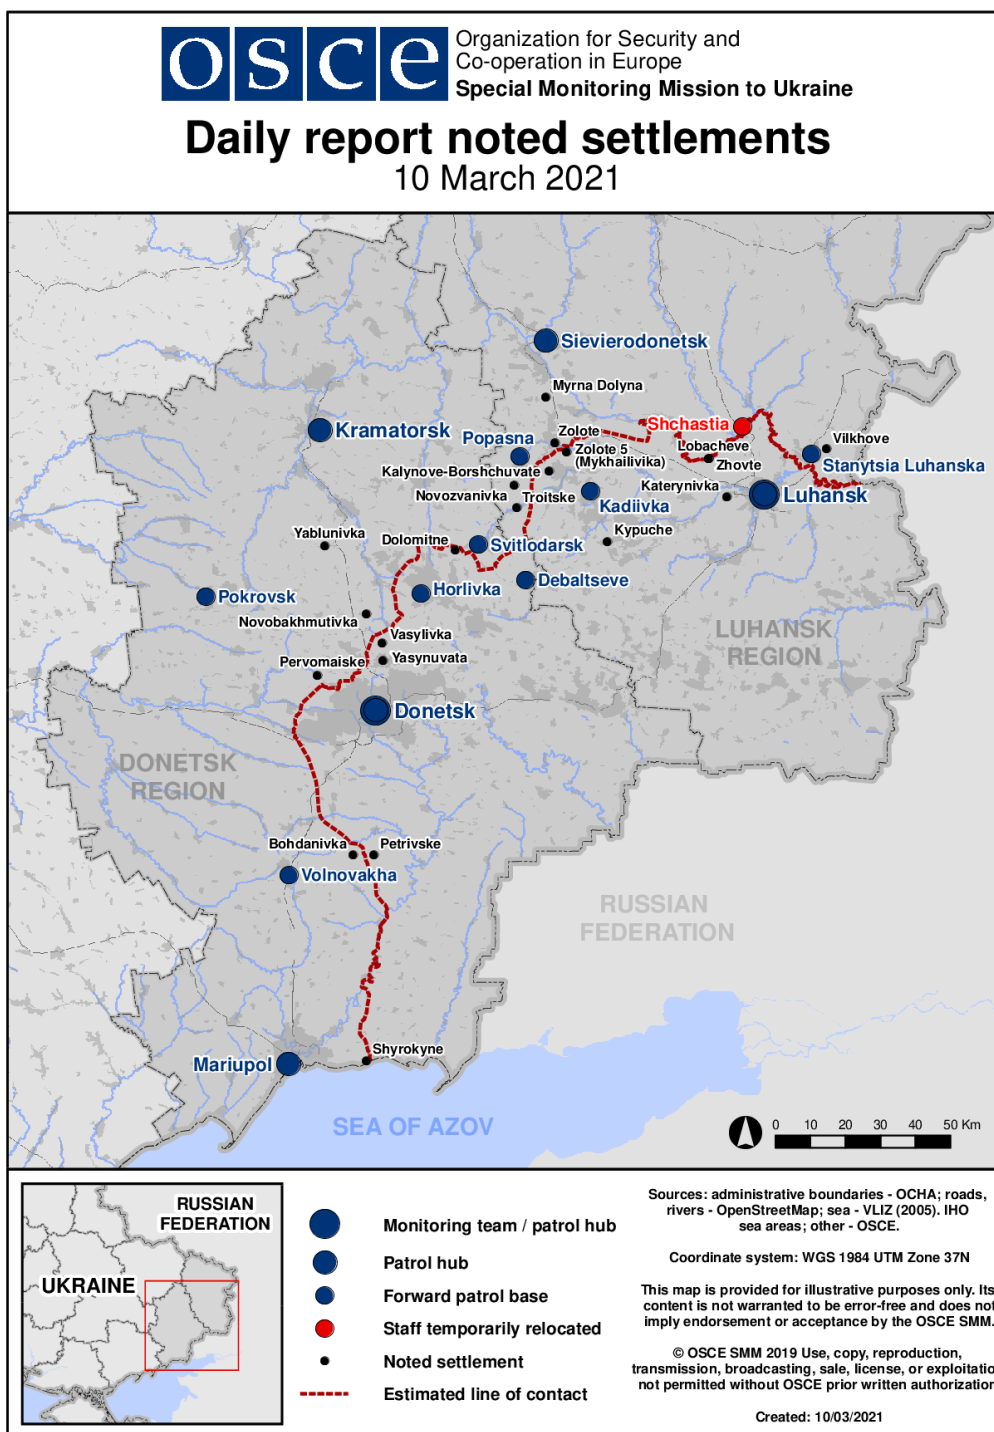 osce
Organization for Security and
Co-operation in Europe
Special Monitoring Mission to Ukraine
Daily report noted settlements
10 March 2021
Sievierodonetsk
Myrna Dolyna
Kramatorsk
Popasna
Zolote
Zolote 5
(Mykhailivika)
Shchastia
Lobacheve
Zhovte
Vilkhove
Stanytsia Luhanska
Kalynove-Borshchuvate
Novozvanivka
Troitske
Kadiivka
Katerynivka
Luhansk
Yablunivka
Dolomitne
Svitlodarsk
Kypuche
Debaltseve
Pokrovsk
Horlivka
Novobakhmutivka
Vasylivka
Yasynuvata
Pervomaiske
LUHANSK
REGION
Donetsk
DONETSK
REGION
Bohdanivka
Petrivske
Volnovakha
RUSSIAN
FEDERATION
Shyrokyne
Mariupol
SEA OF AZOV
0 10 20 30 40 50 Km
RUSSIAN
FEDERATION
UKRAINE
Monitoring team / patrol hub
Patrol hub
Forward patrol base
Staff temporarily relocated
Noted settlement
Estimated line of contact
Sources: administrative boundaries - OCHA; roads,
rivers - OpenStreetMap; sea - VLIZ (2005). IHO
sea areas; other - OSCE.
Coordinate system: WGS 1984 UTM Zone 37N
This map is provided for illustrative purposes only. Its
content is not warranted to be error-free and does not
imply endorsement or acceptance by the OSCE SMM.
© OSCE SMM 2019 Use, copy, reproduction,
transmission, broadcasting, sale, license, or exploitatio
not permitted without OSCE prior written authorization
Created: 10/03/2021